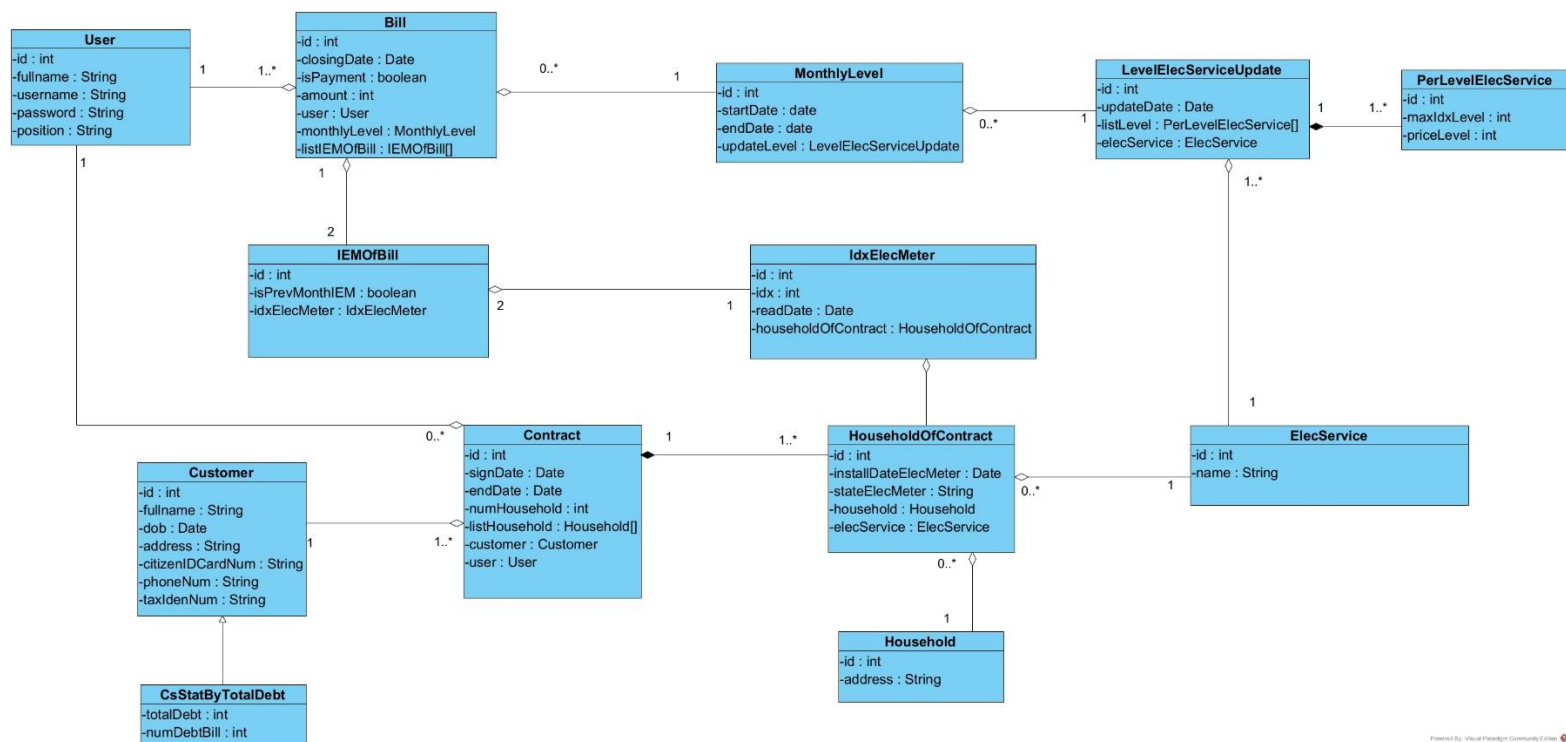 User
-id : int
-fullname : String
-username : String
-password : String
-position : String
1
1..*
1
Bill
-id : int
-closingDate : Date
-isPayment : boolean
-amount : int
-user : User
-monthlyLevel : MonthlyLevel
-listIEMOfBill : IEMOfBill[]
0..*
1
1
2
MonthlyLevel
-id : int
-startDate : date
-endDate : date
-updateLevel : LevelElecServiceUpdate
0..*
1
LevelElecServiceUpdate
-id : int
-updateDate : Date
-listLevel : PerLevelElecService[]
-elecService : ElecService
1
1..*
1..*
1
PerLevelElecService
-id : int
-maxIdxLevel : int
-priceLevel : int
IEMOfBill
-id : int
-isPrevMonthIEM : boolean
-idxElecMeter : IdxElecMeter
2
1
IdxElecMeter
-id : int
-idx : int
-readDate : Date
-householdOfContract : HouseholdOfContract
0..*
Contract
-id : int
-signDate : Date
-endDate : Date
-numHousehold : int
-listHousehold : Household[]
-customer : Customer
-user : User
1
1..*
HouseholdOfContract
-id : int
-installDateElecMeter : Date
-stateElecMeter : String
-household : Household
-elecService : ElecService
0..*
1
ElecService
-id : int
-name : String
Customer
-id : int
-fullname : String
-dob : Date
-address : String
-citizenIDCardNum : String
-phoneNum : String
-taxIdenNum : String
1
1..*
0..*
1
Household
-id : int
-address : String
CsStatByTotalDebt
-totalDebt : int
-numDebtBill : int
Powered By Visual Paradigm Community Edition